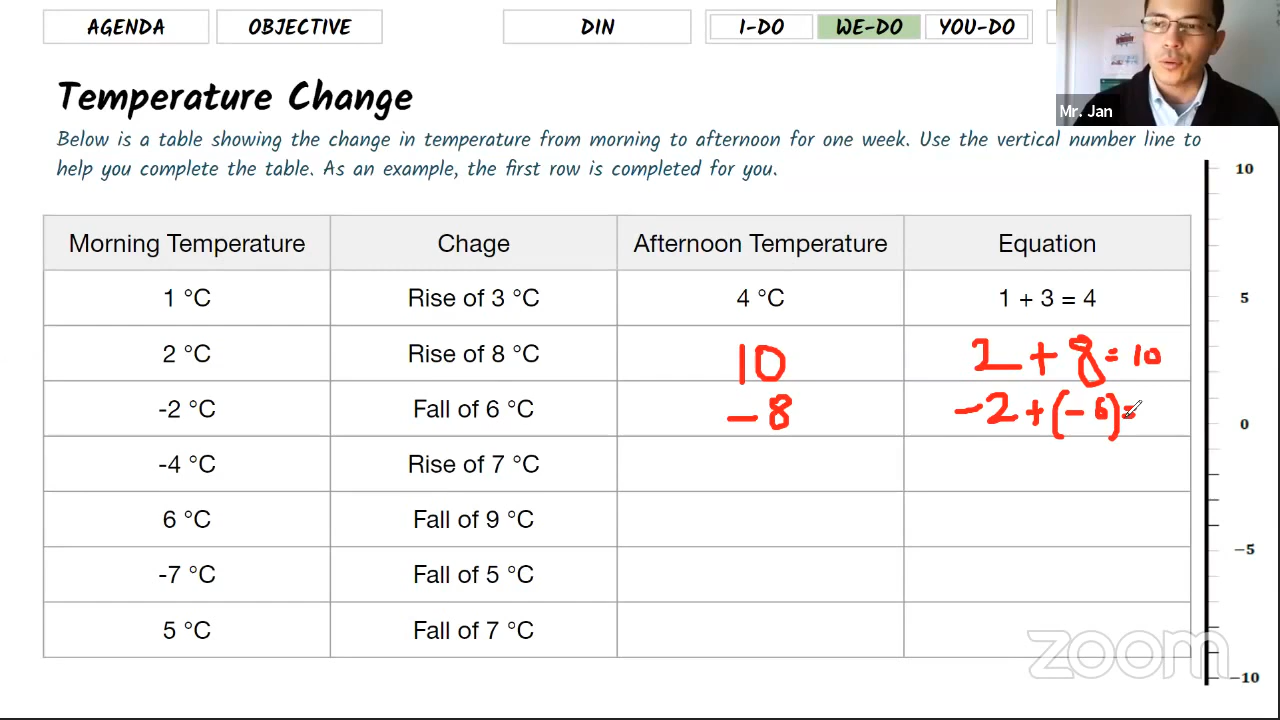 AGENDA OBJECTIVE DIN I-DO WE-DO YOU-DO
Mr. Jan
Temperature Change
Below is a table showing the change in temperature from morning to afternoon for one week. Use the vertical number line to
help you complete the table. As an example, the first row is completed for you.
10
Morning Temperature Chage Afternoon Temperature Equation
1 °C Rise of 3 °C 4 °C 1 + 3 = 4 5
2 °C Rise of 8 °C 10 2 + 8 = 10
-2 °C Fall of 6 °C -8 -2+(-6)= 0
-4 °C Rise of 7 °C
6 °C Fall of 9 °C
-5
-7 °C Fall of 5 °C
5 °C Fall of 7 °C
zoom
-10